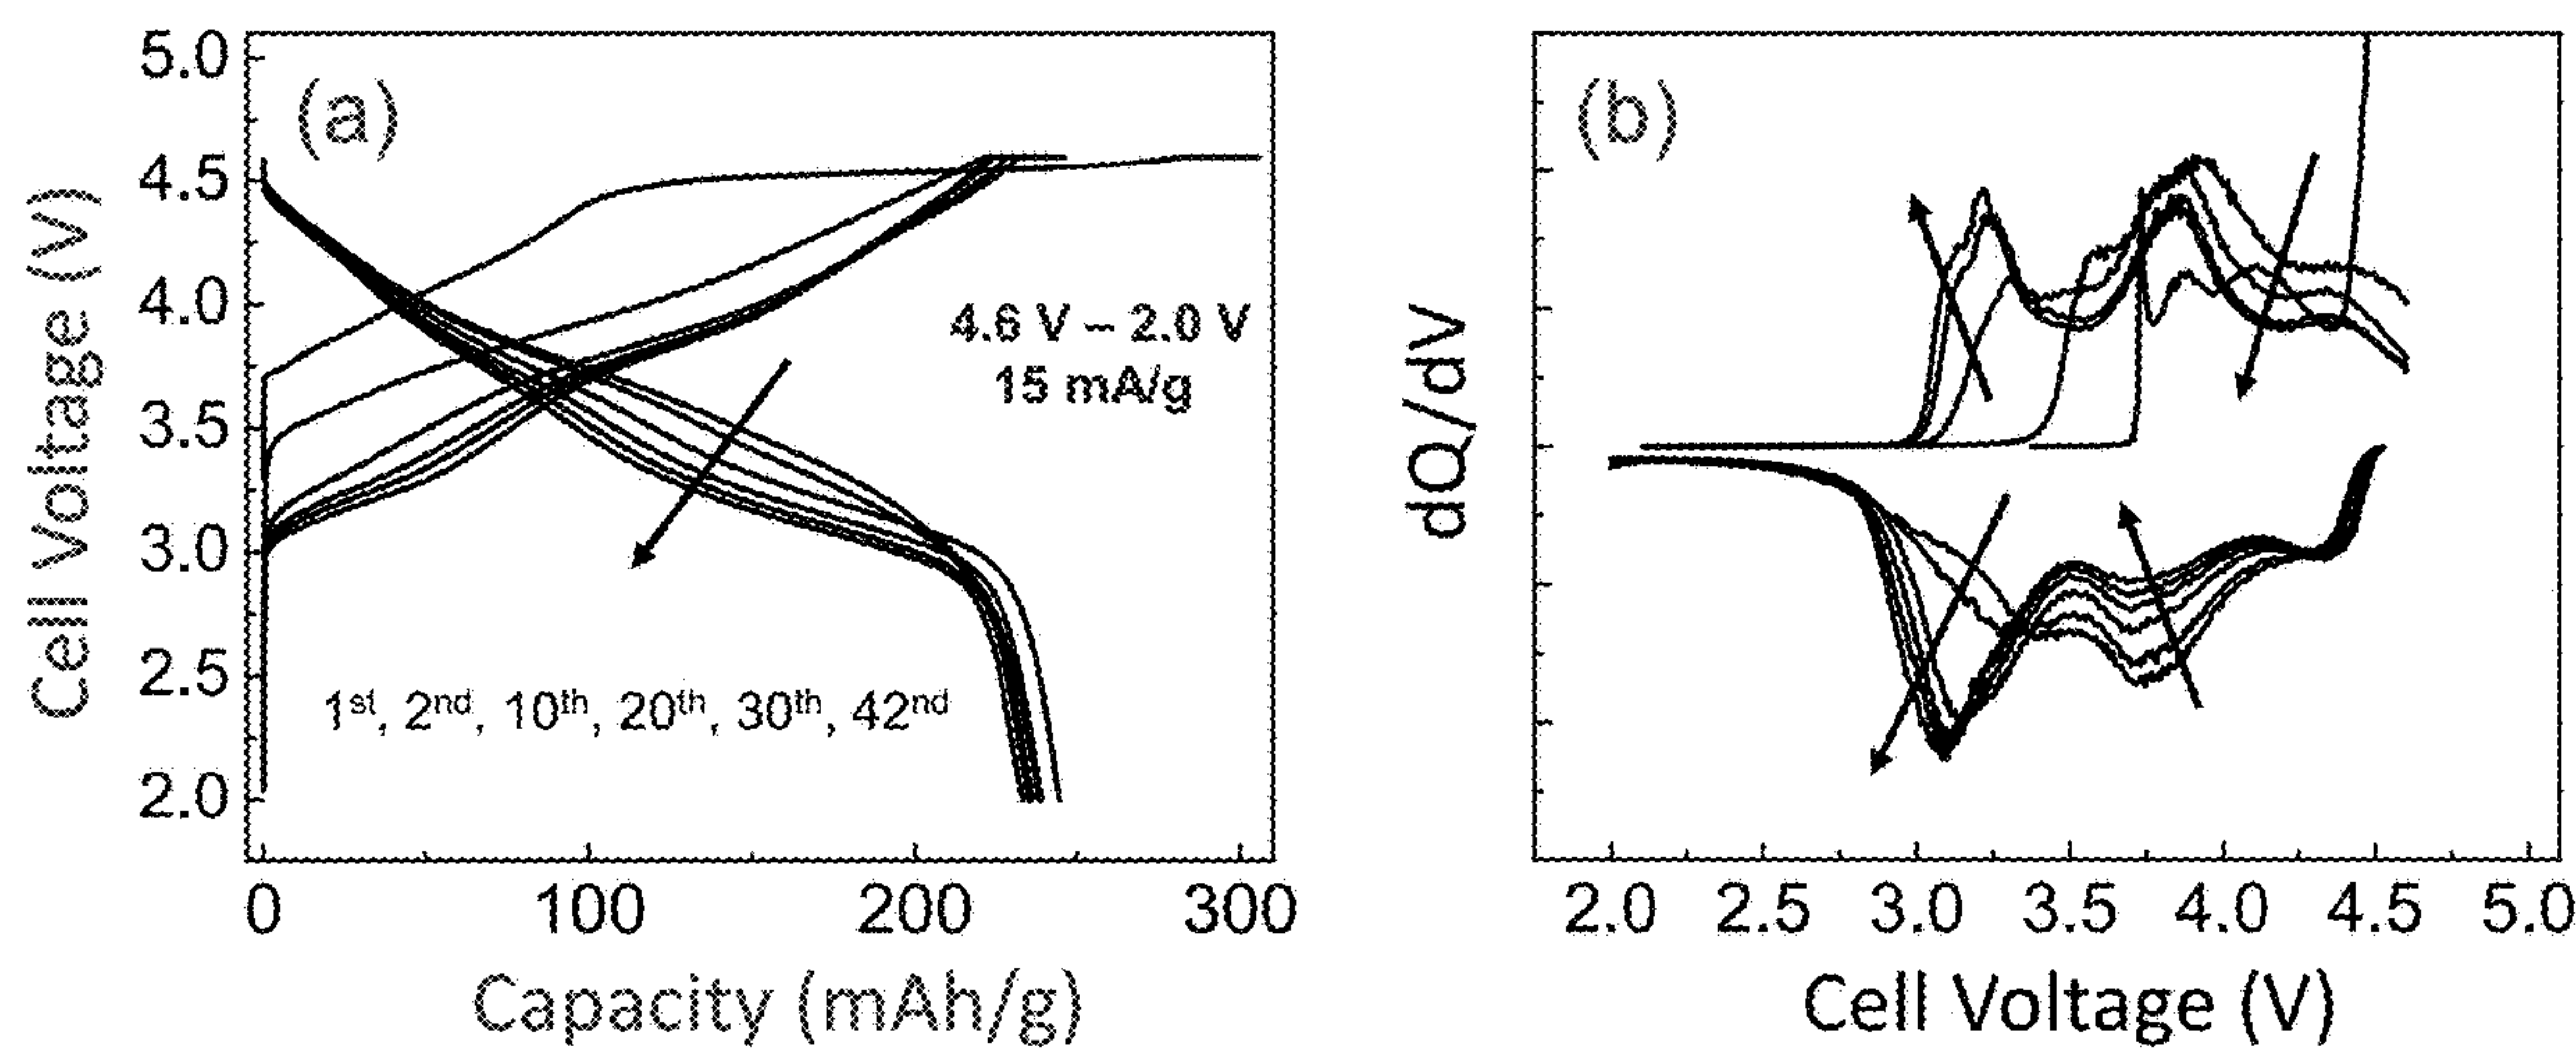 (a)
Cell Voltage (V)
5.0
4.5
4.0
3.5
3.0
2.5
2.0
4.6 V – 2.0 V
15 mA/g
1st, 2nd, 10th, 20th, 30th, 42nd
0 100 200 300
Capacity (mAh/g)
(b)
dQ/dV
2.0 2.5 3.0 3.5 4.0 4.5 5.0
Cell Voltage (V)